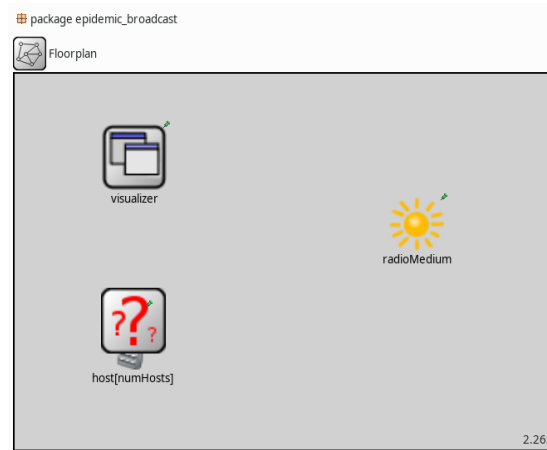 package epidemic_broadcast
Floorplan
visualizer
radioMedium
???
host[numHosts]
2.26